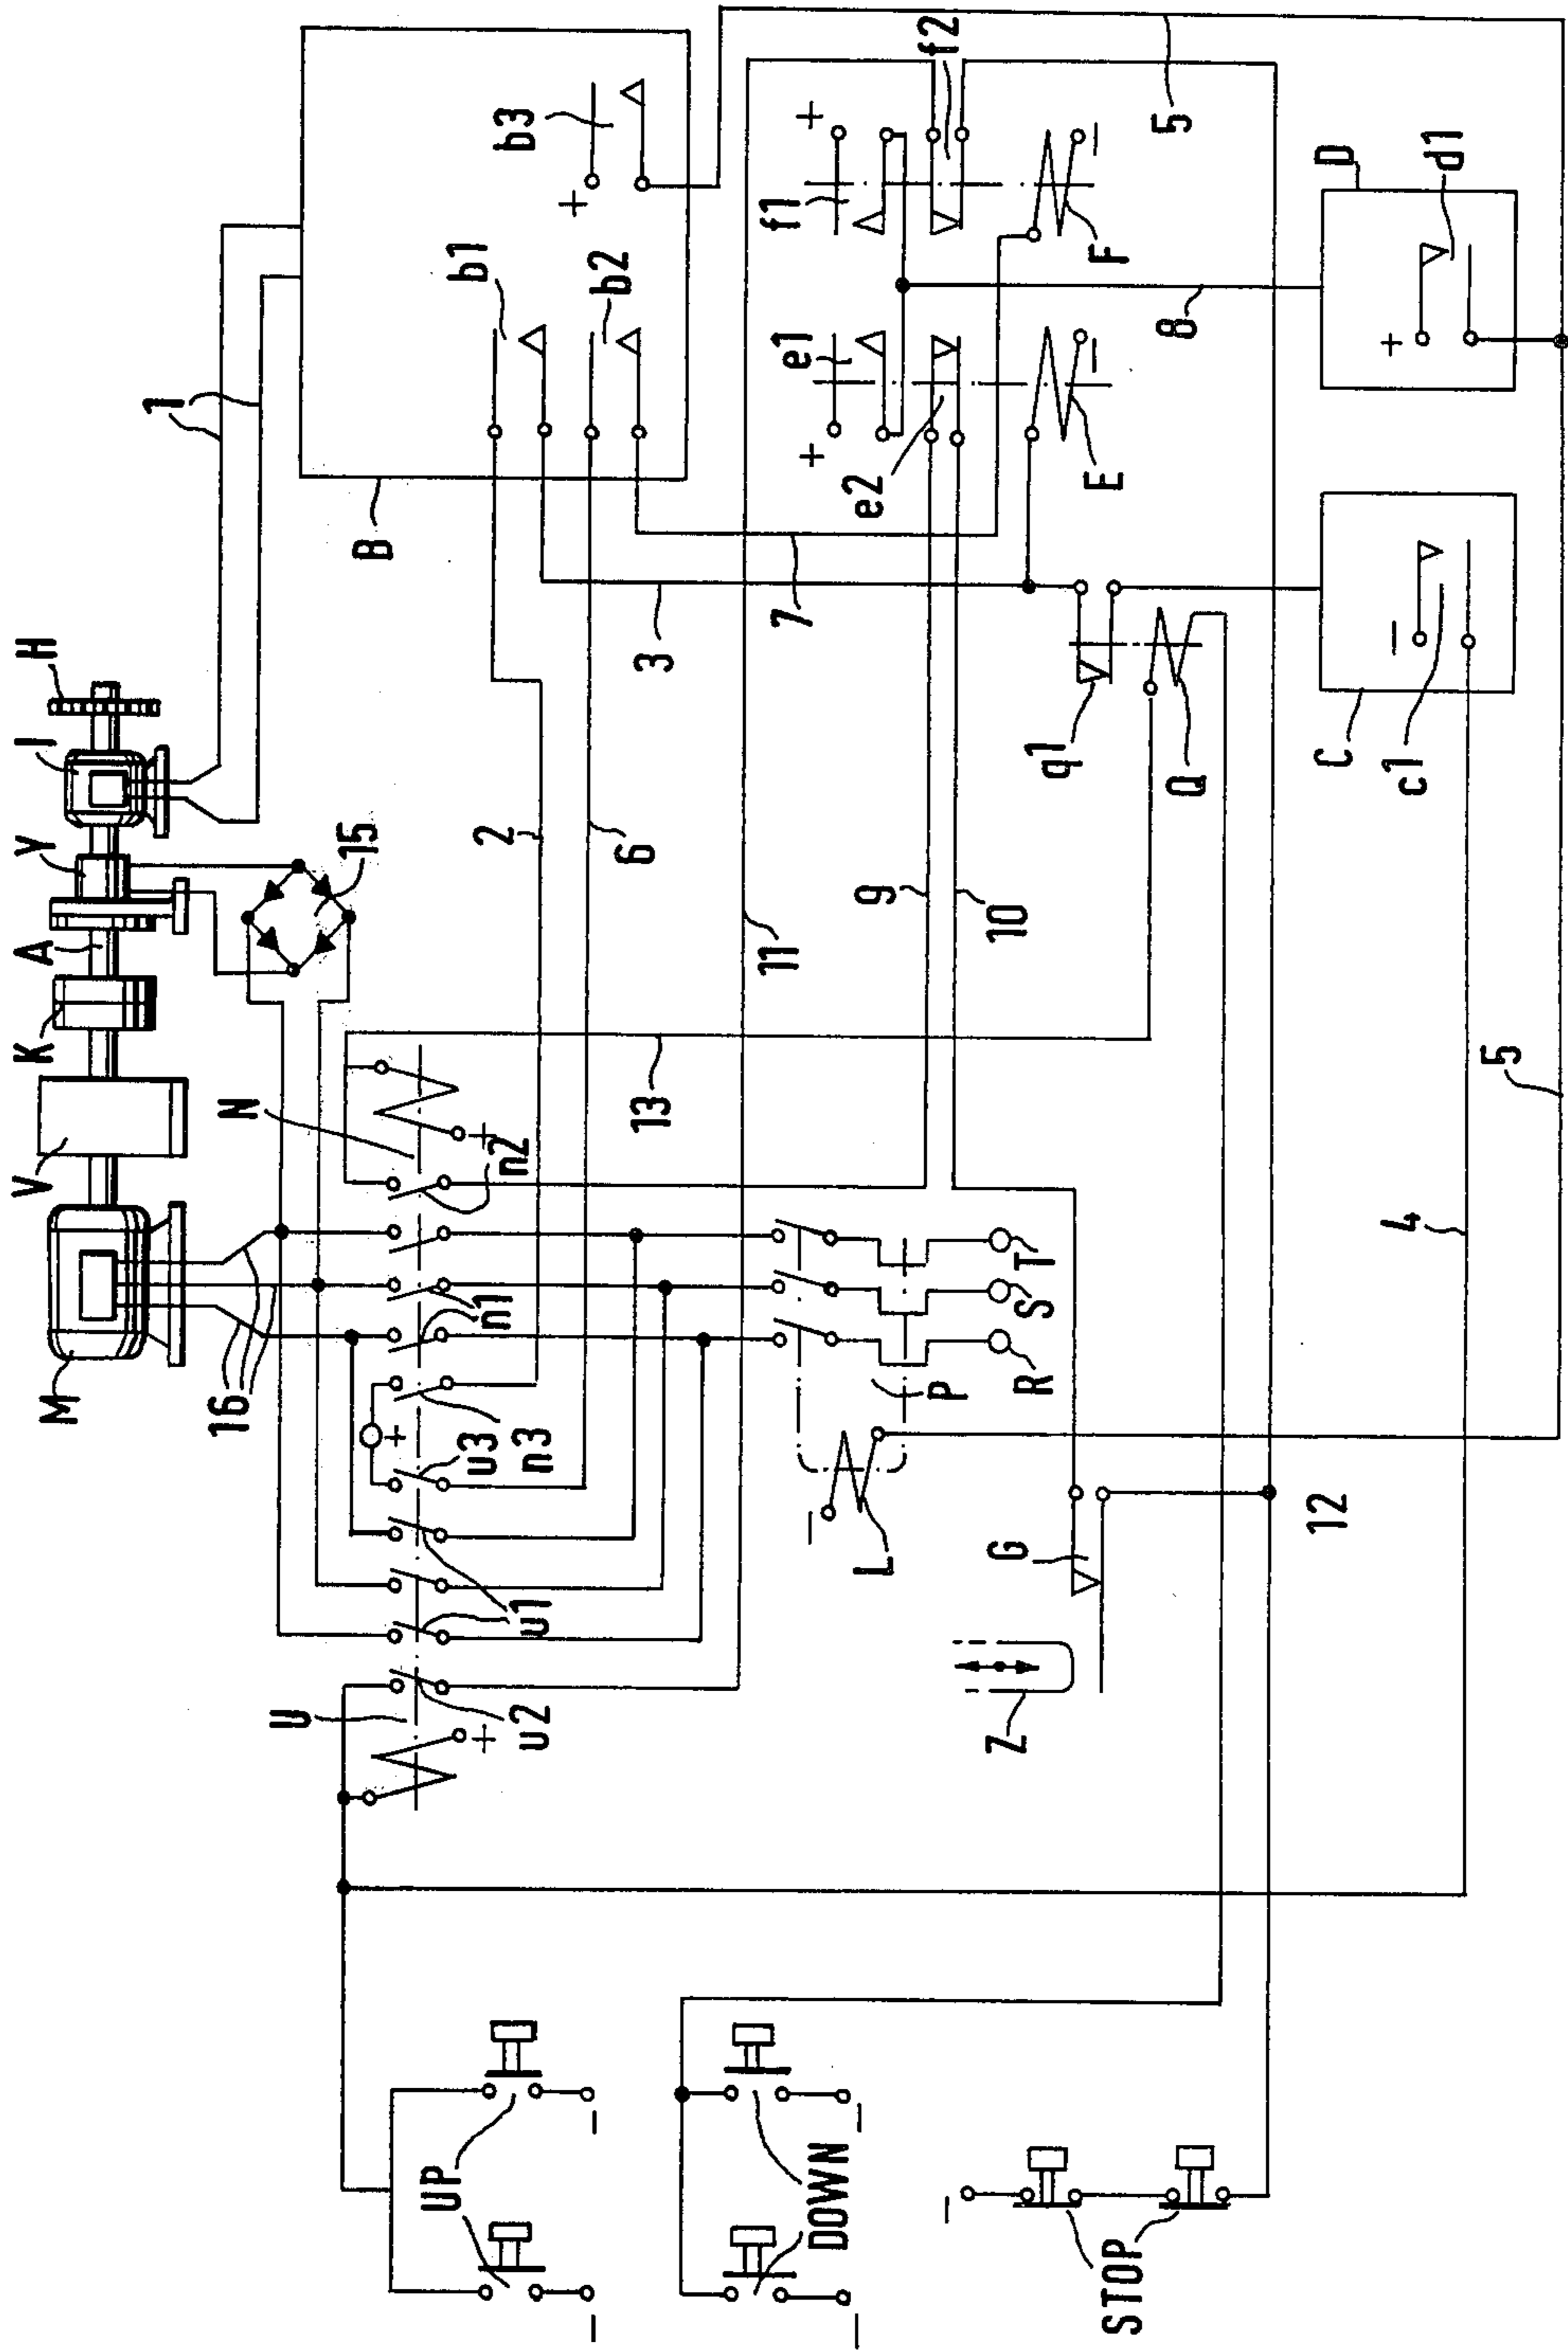 H
I
Y
A
K
V
M
1
15
16
N
n2
n1
n3
u3
+
+
u1
U
u2
+
B
b1
b2
b3
+
2
6
3
7
11
9
10
13
5
f2
f1
+
F
−
e1
+
e2
E
−
8
q1
Q
C
c1
−
D
d1
+
4
5
T
S
R
P
L
−
G
Z
12
UP
−
−
DOWN
−
−
STOP
−